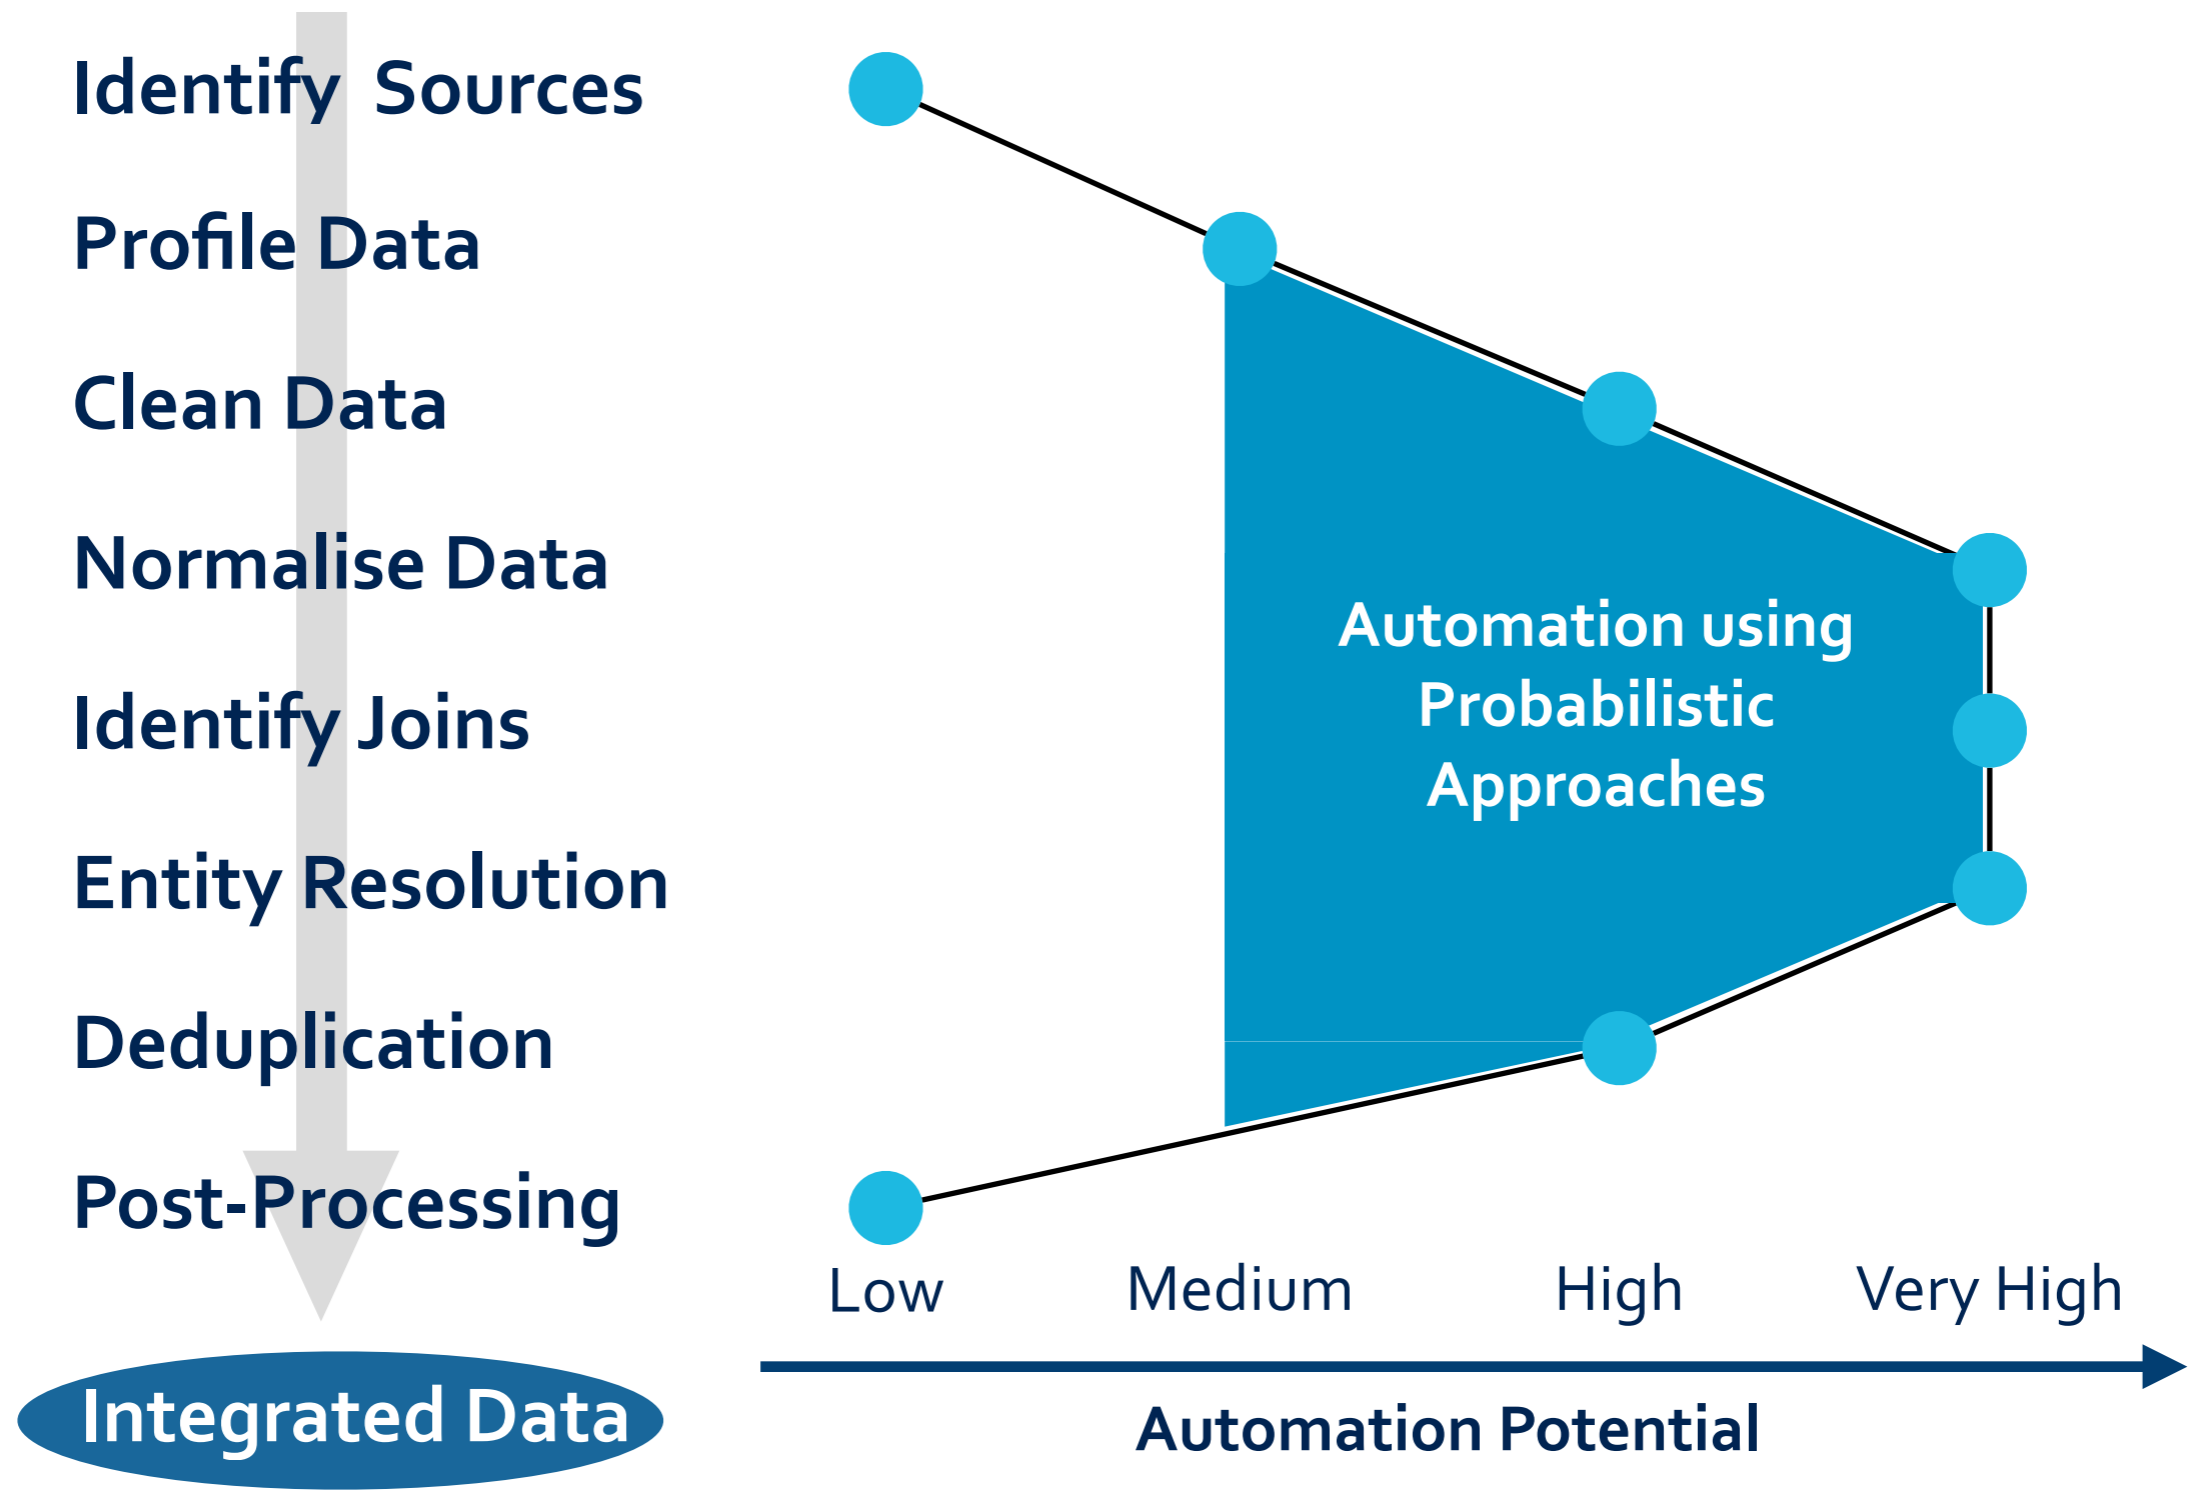 Identify Sources
Profile Data
Clean Data
Normalise Data
Identify Joins
Entity Resolution
Deduplication
Post-Processing
Integrated Data
Automation using
Probabilistic
Approaches
Low
Medium
High
Very High
Automation Potential